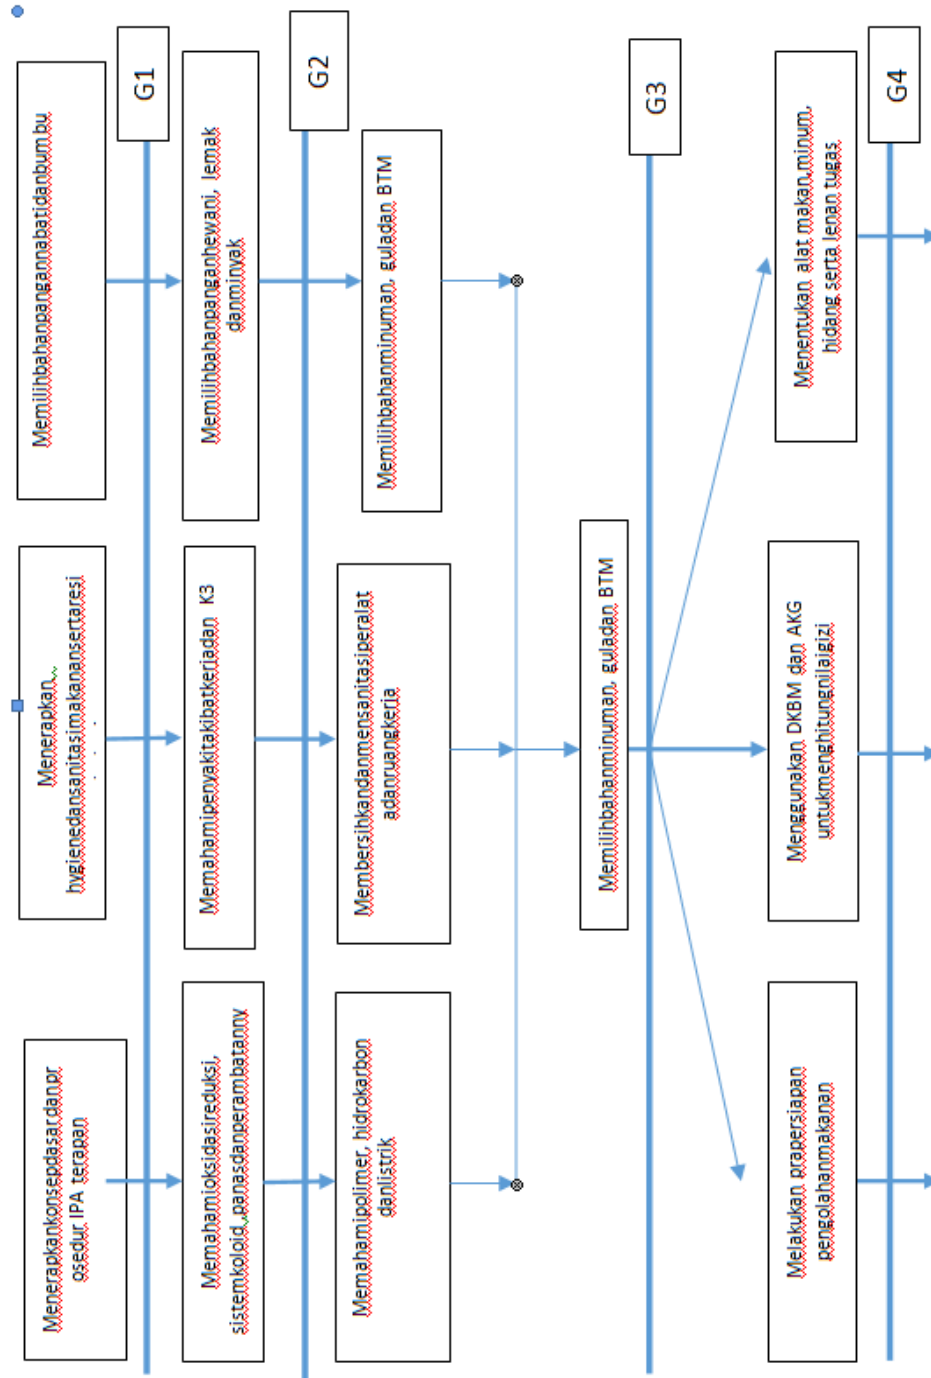 Menerapkankonsepdasardanpr
osedur IPA terapan
Menerapkan
hygienedansanitasimakanansertaresi
Memilihbahanpangannabatidanbumbu
G1
Memahamioksidasireduksi,
sistemkoloid, panasdanperambatanny
Memahamipenyakitakibatkerjadan K3
Memilihbahanpanganhewani, lemak
danminyak
G2
Memahamipolimer, hidrokarbon
danlistrik
Membersihkandanmensanitasiperalat
adanruangkerja
Memilihbahanminuman, guladan BTM
Memilihbahanminuman, guladan BTM
G3
Melakukan prapersiapan
pengolahanmakanan
Menggunakan DKBM dan AKG
untukmenghitungnilaigizi
Menentukan alat makan,minum,
hidang serta lenan tugas
G4